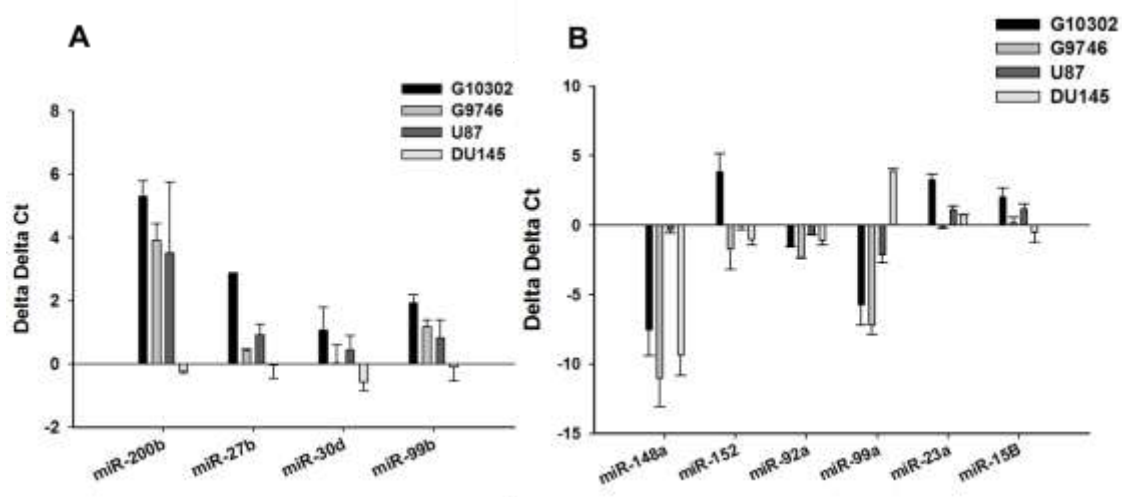 A
G10302
G9746
U87
DU145
8
6
4
2
0
-2
Delta Delta Ct
miR-200b
miR-27b
miR-30d
miR-99b
B
G10302
G9746
U87
DU145
10
5
0
-5
-10
-15
Delta Delta Ct
miR-148a
miR-152
miR-92a
miR-99a
miR-23a
miR-15B